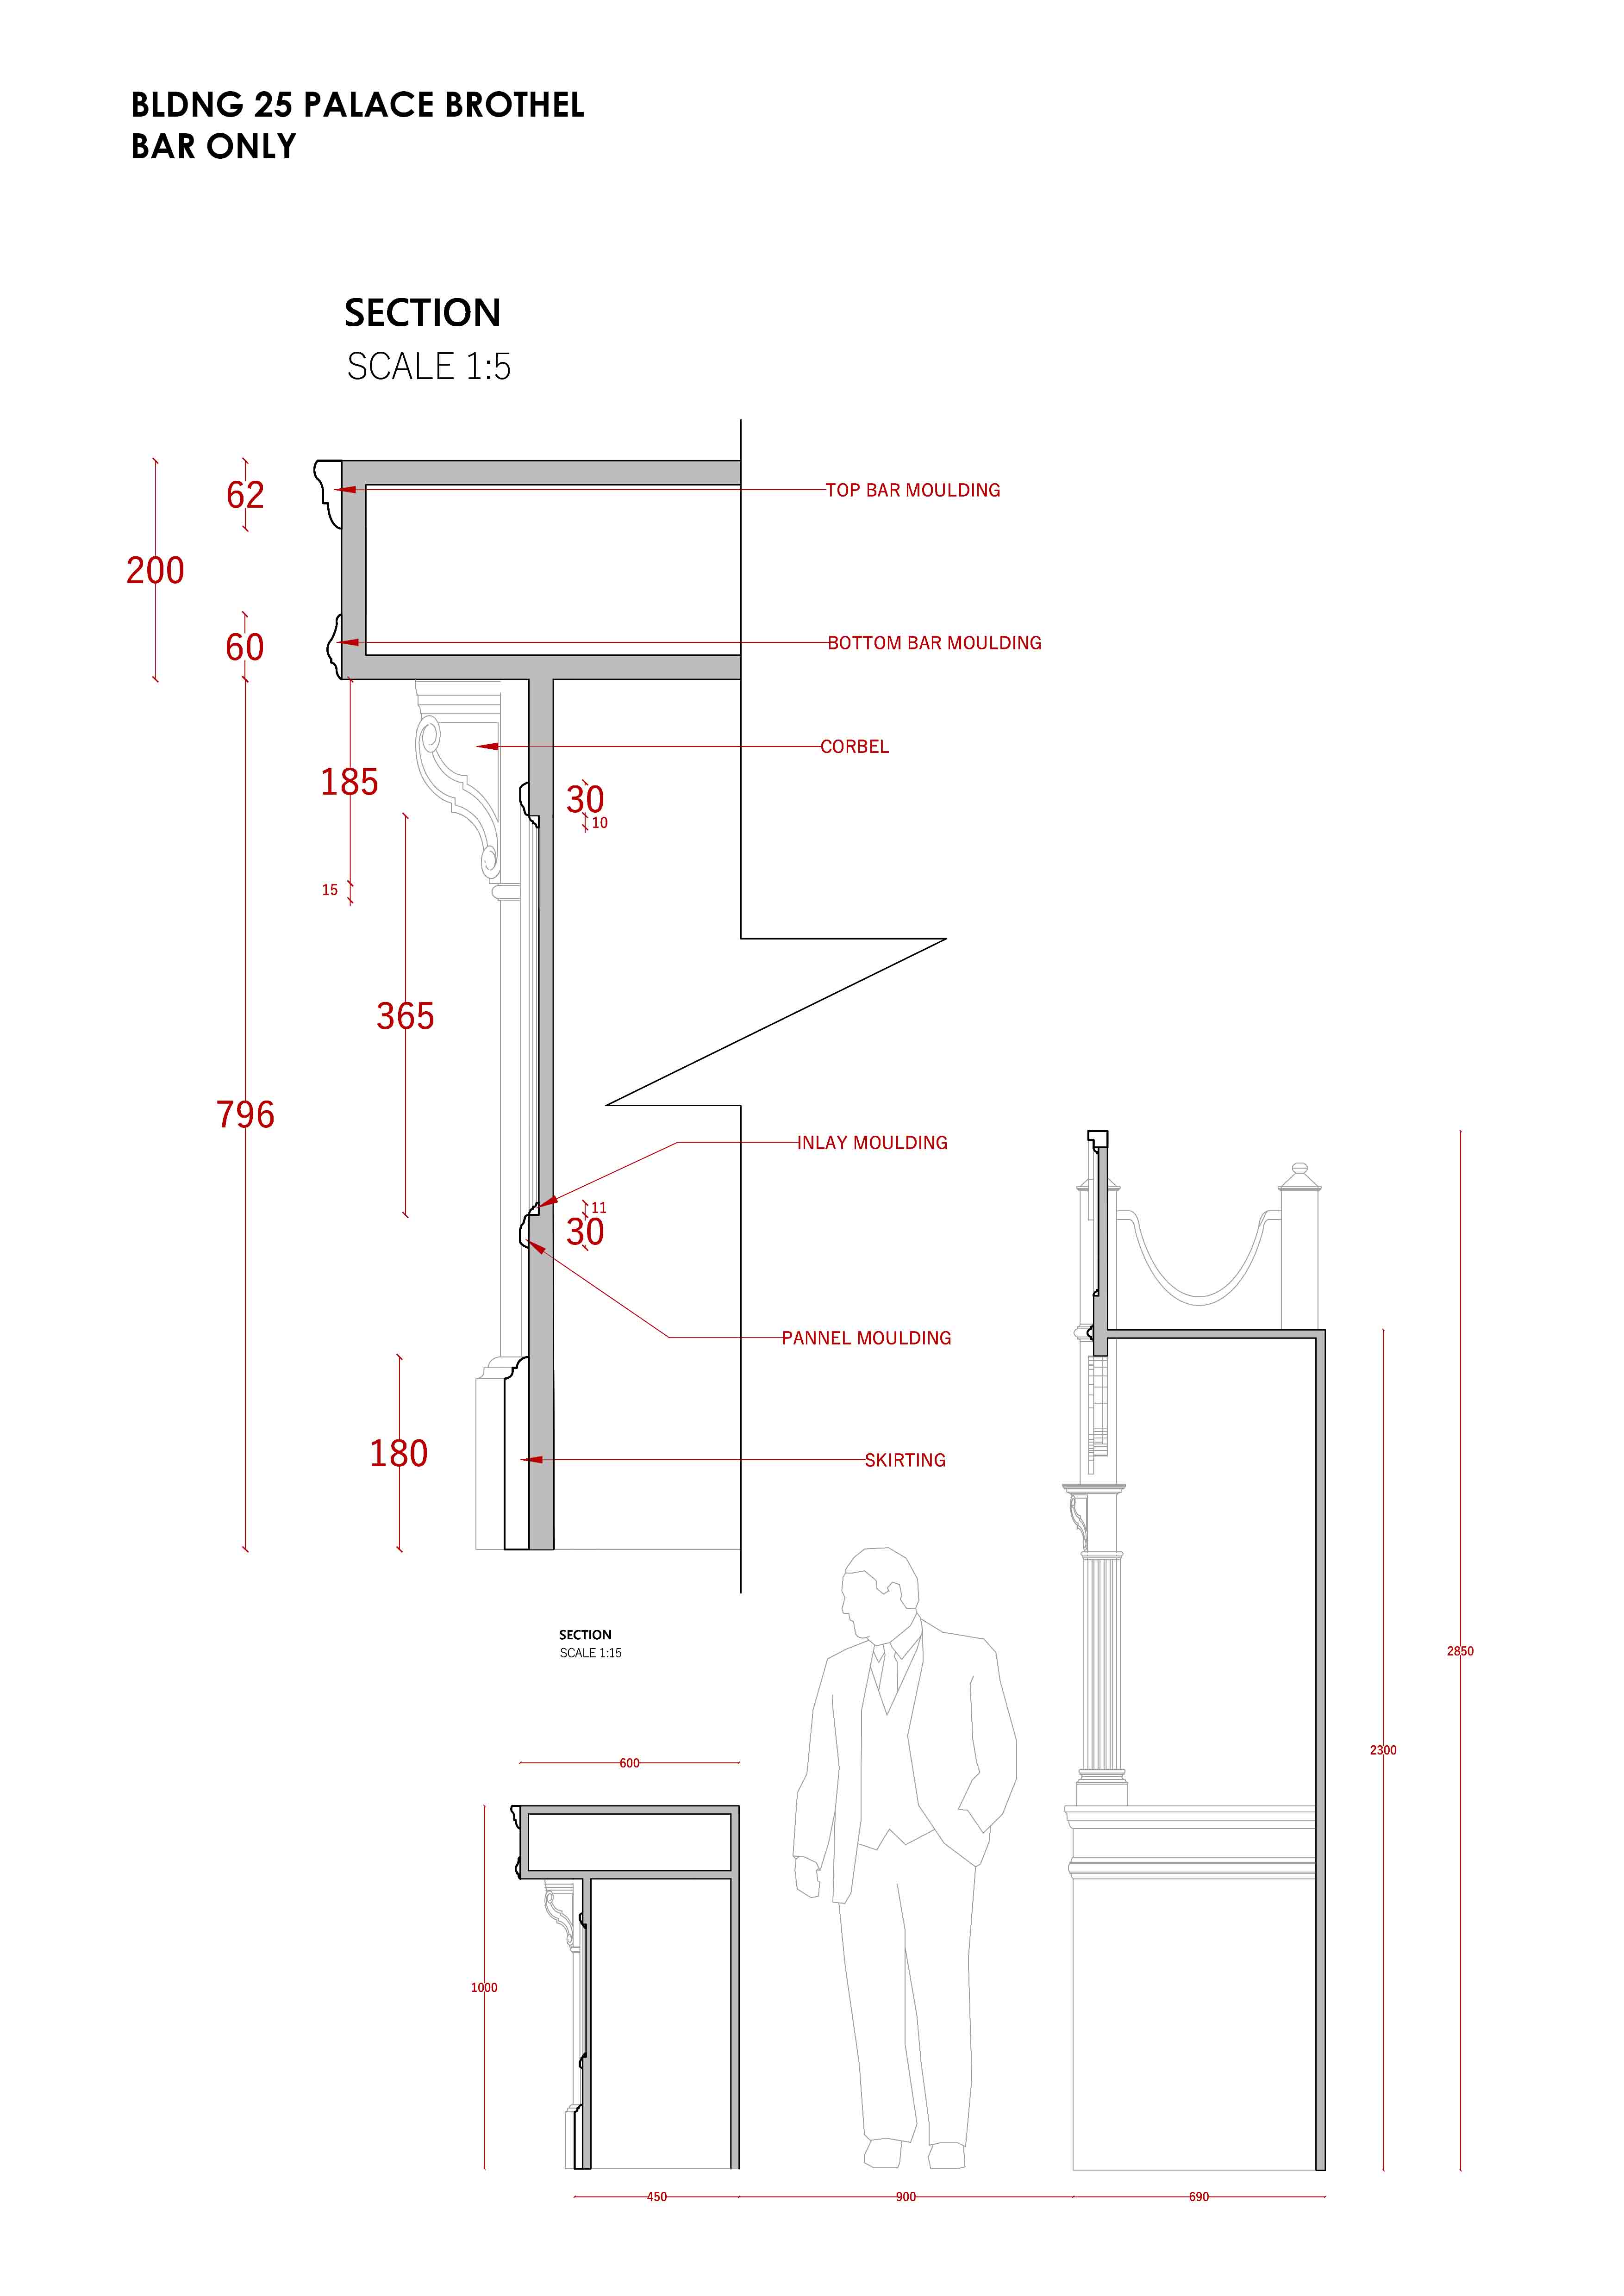 BLDNG 25 PALACE BROTHEL
BAR ONLY
SECTION
SCALE 1:5
62
TOP BAR MOULDING
200
60
BOTTOM BAR MOULDING
CORBEL
185
30
10
15
365
796
INLAY MOULDING
11
30
PANNEL MOULDING
180
SKIRTING
SECTION
SCALE 1:15
2850
2300
600
1000
450
900
690